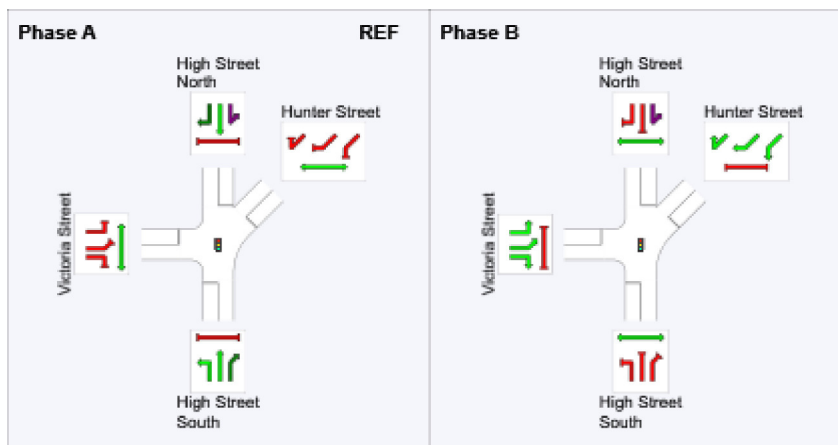 Phase A
REF
High Street
North
Hunter Street
Victoria Street
High Street
South
Phase B
High Street
North
Hunter Street
Victoria Street
High Street
South